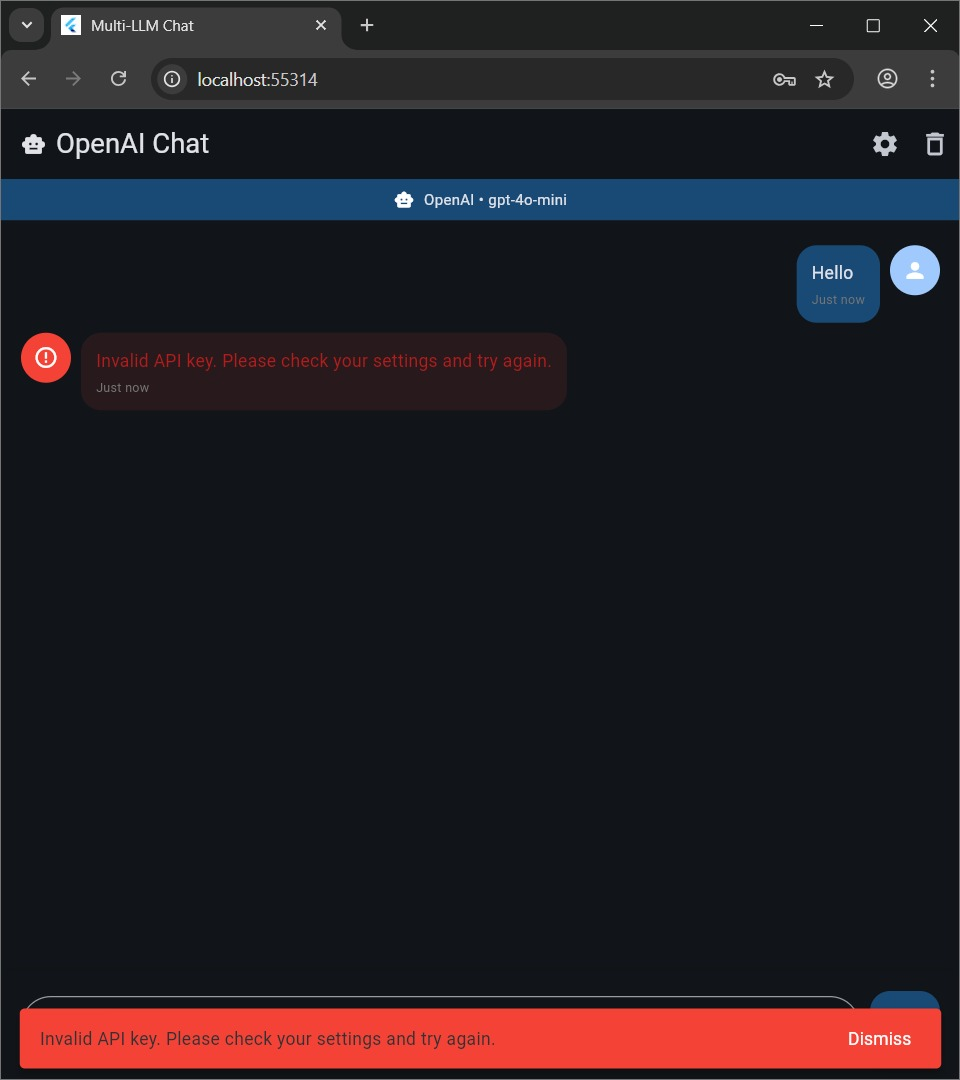 Multi-LLM Chat
localhost:55314
OpenAI Chat
OpenAI • gpt-4o-mini
Hello
Just now
Invalid API key. Please check your settings and try again.
Just now
Invalid API key. Please check your settings and try again.
Dismiss